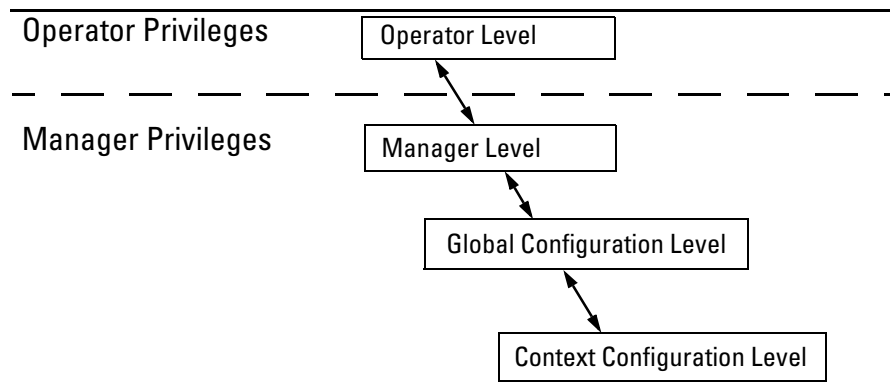 Operator Privileges
Operator Level
Manager Privileges
Manager Level
Global Configuration Level
Context Configuration Level